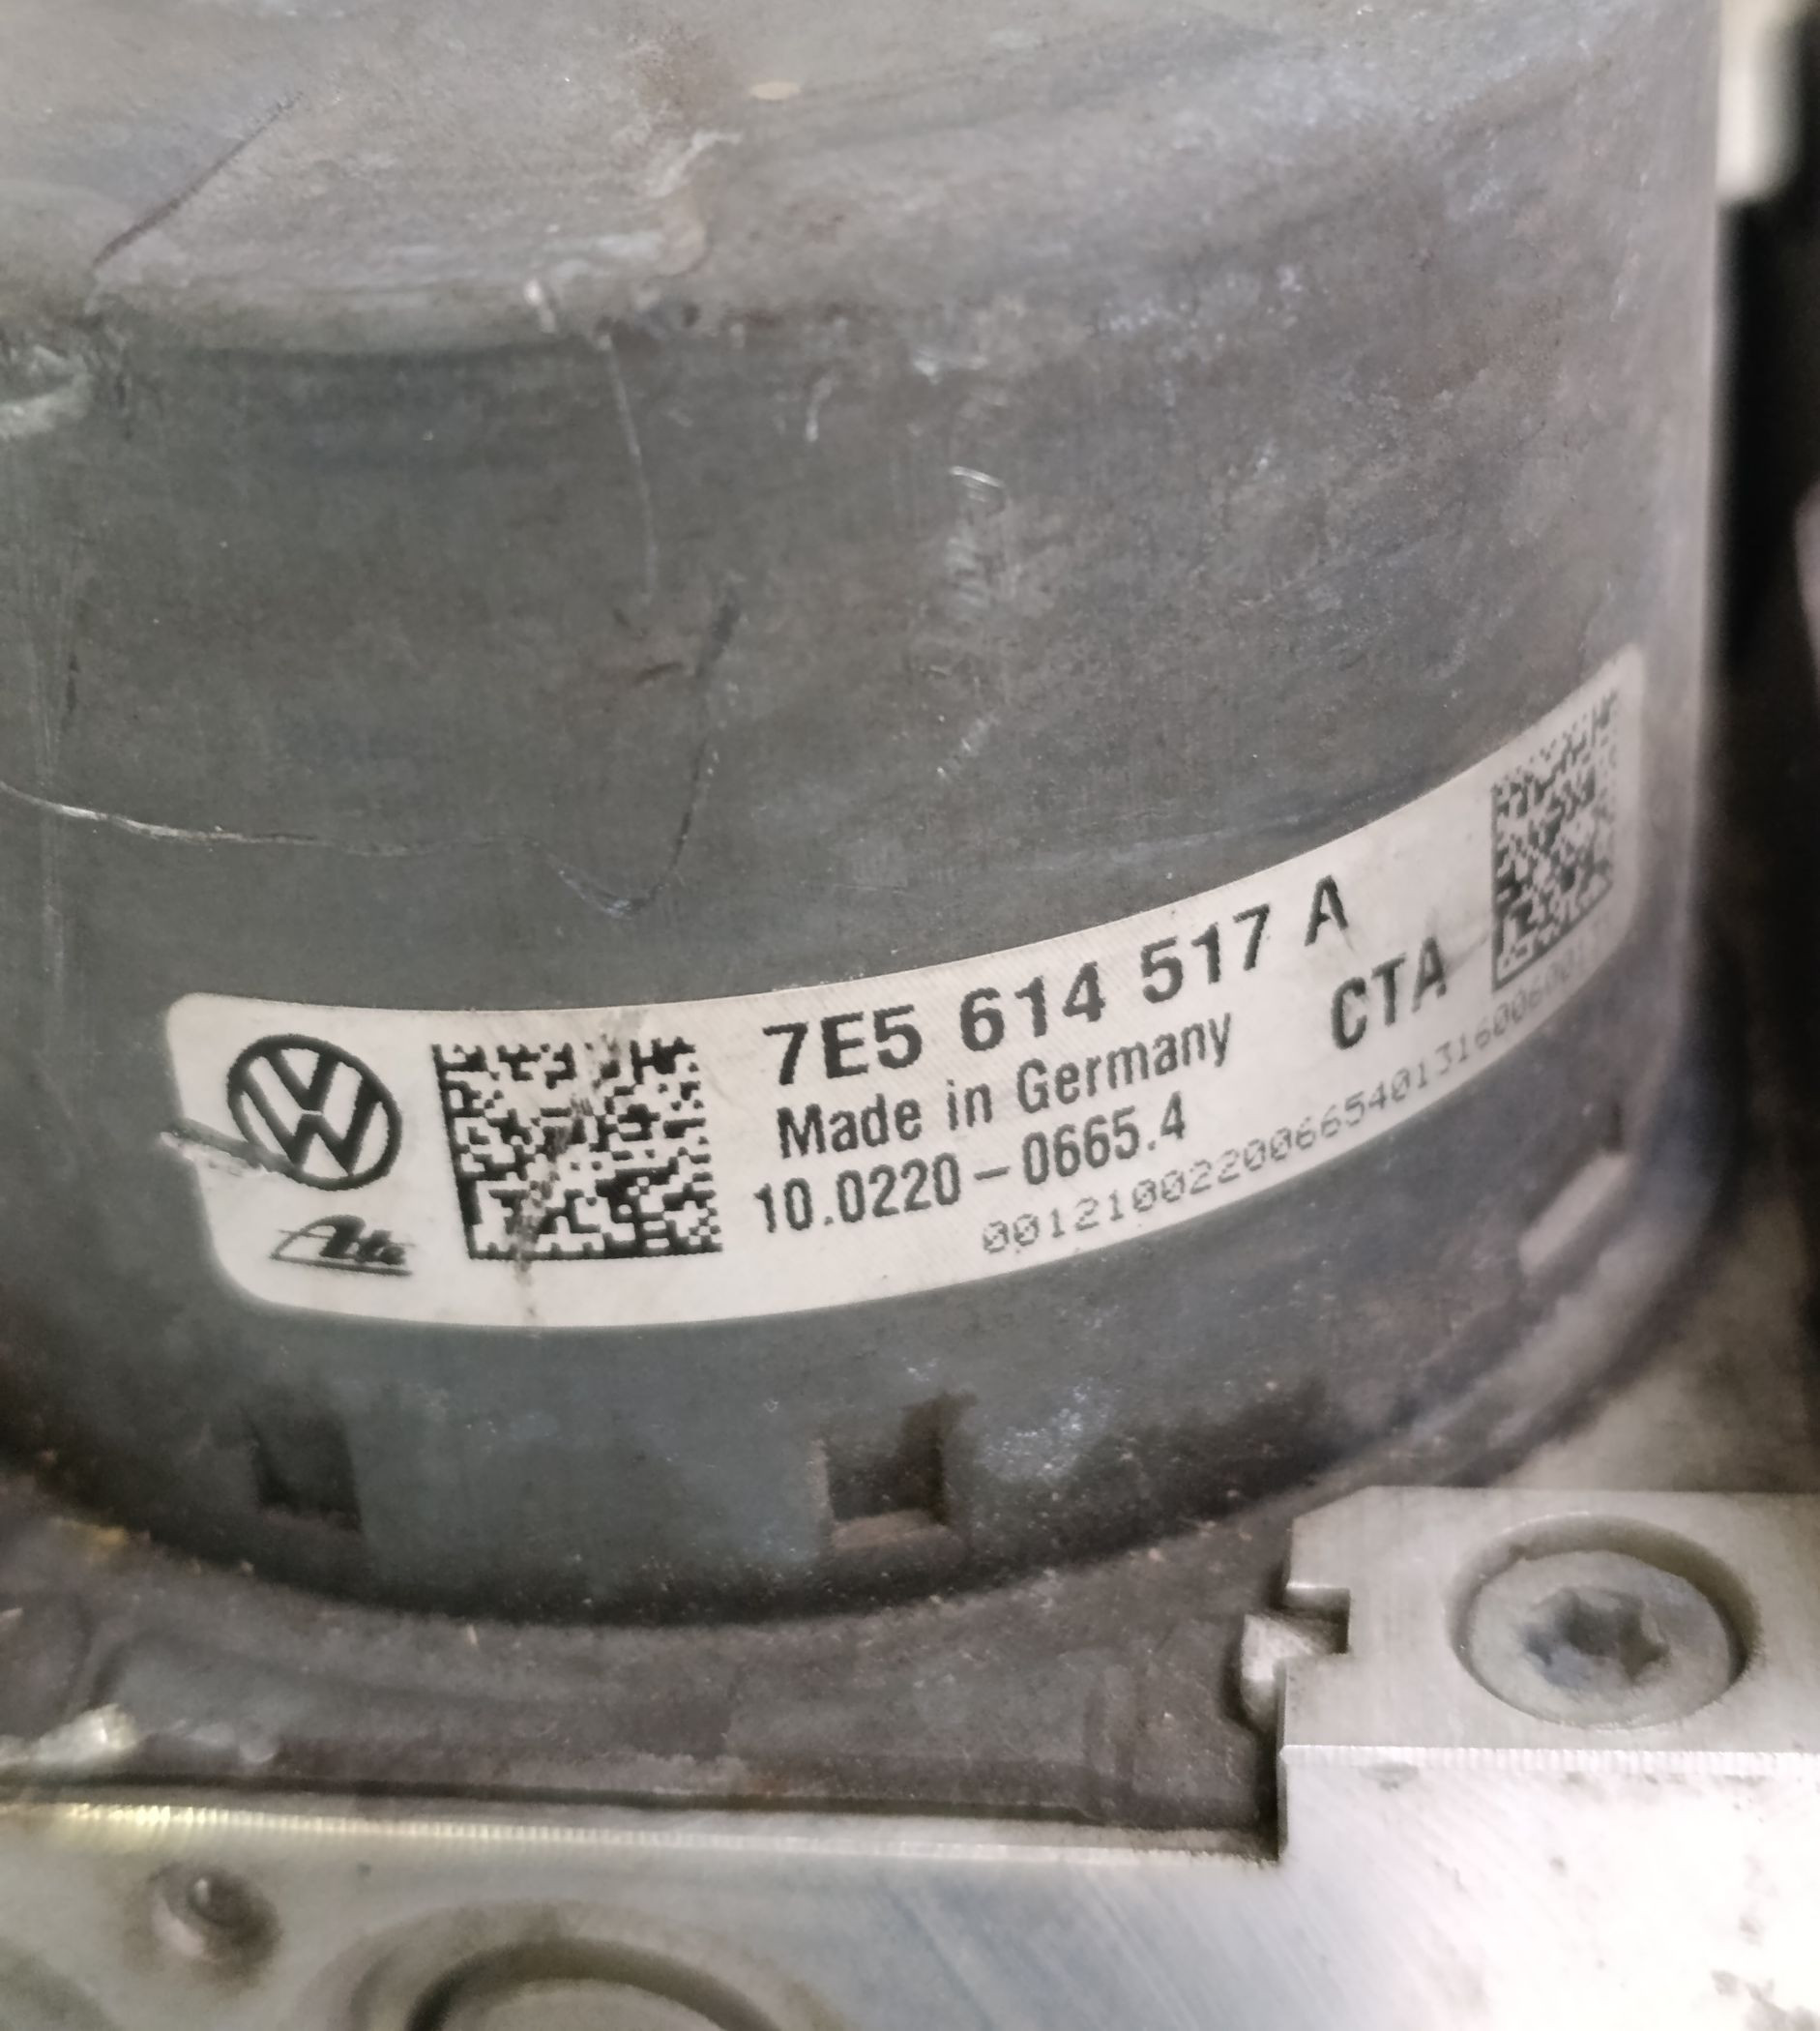 7E5 614 517 A
Made in Germany
CTA
10.0220-0665.4
Ate